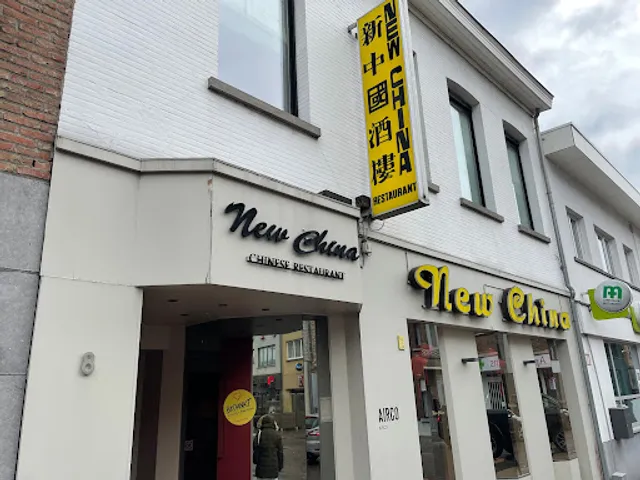 新中國酒樓
NEW CHINA
RESTAURANT
New China
CHINESE RESTAURANT
New China
8
AIRCO